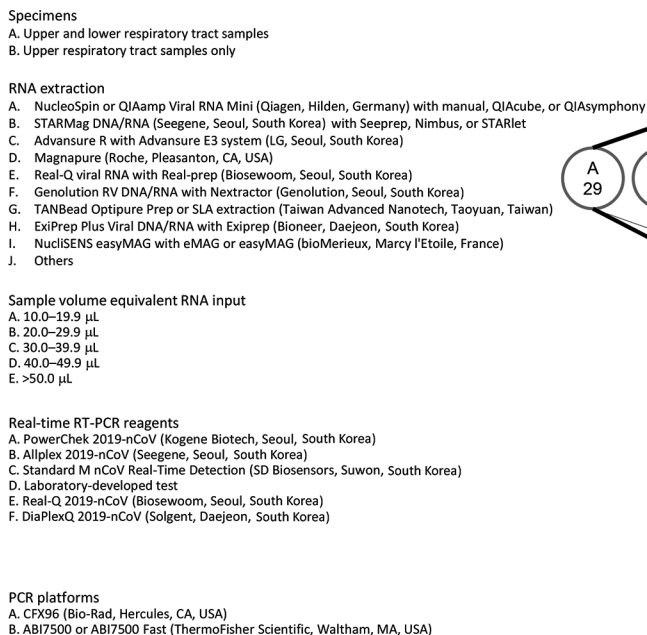 Specimens
A. Upper and lower respiratory tract samples
B. Upper respiratory tract samples only
RNA extraction
A. NucleoSpin or QIAamp Viral RNA Mini (Qiagen, Hilden, Germany) with manual, QIAcube, or QIAsymphony
B. STARMag DNA/RNA (Seegene, Seoul, South Korea) with Seeprep, Nimbus, or STARlet
C. Advansure R with Advansure E3 system (LG, Seoul, South Korea)
D. Magnapure (Roche, Pleasanton, CA, USA)
E. Real-Q viral RNA with Real-prep (Biosewoom, Seoul, South Korea)
F. Genolution RV DNA/RNA with Nextractor (Genolution, Seoul, South Korea)
G. TANBead Optipure Prep or SLA extraction (Taiwan Advanced Nanotech, Taoyuan, Taiwan)
H. ExiPrep Plus Viral DNA/RNA with Exiprep (Bioneer, Daejeon, South Korea)
I. NucliSENS easyMAG with eMAG or easyMAG (bioMerieux, Marcy l'Etoile, France)
J. Others
A
29
Sample volume equivalent RNA input
A. 10.0–19.9 µL
B. 20.0–29.9 µL
C. 30.0–39.9 µL
D. 40.0–49.9 µL
E. >50.0 µL
Real-time RT-PCR reagents
A. PowerChek 2019-nCoV (Kogene Biotech, Seoul, South Korea)
B. Allplex 2019-nCoV (Seegene, Seoul, South Korea)
C. Standard M nCoV Real-Time Detection (SD Biosensors, Suwon, South Korea)
D. Laboratory-developed test
E. Real-Q 2019-nCoV (Biosewoom, Seoul, South Korea)
F. DiaPlexQ 2019-nCoV (Solgent, Daejeon, South Korea)
PCR platforms
A. CFX96 (Bio-Rad, Hercules, CA, USA)
B. ABI7500 or ABI7500 Fast (ThermoFisher Scientific, Waltham, MA, USA)